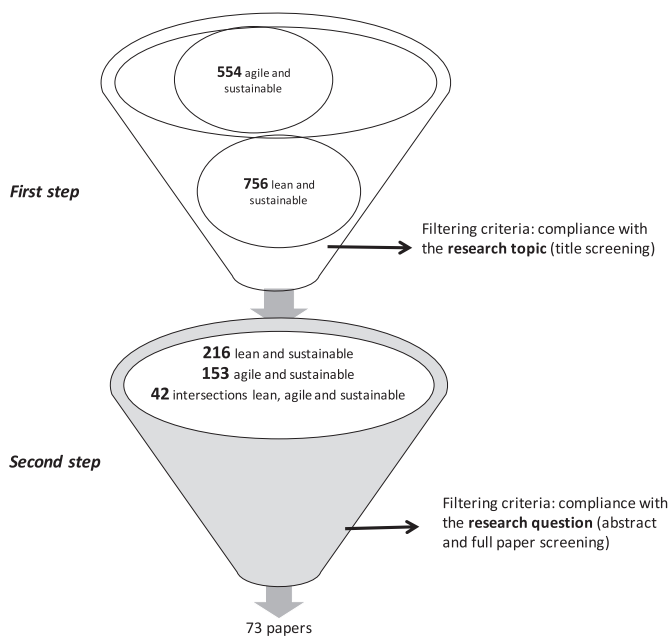 554 agile and
sustainable
756 lean and
sustainable
First step
Filtering criteria: compliance with
the research topic (title screening)
216 lean and sustainable
153 agile and sustainable
42 intersections lean, agile and sustainable
Second step
Filtering criteria: compliance with
the research question (abstract
and full paper screening)
73 papers